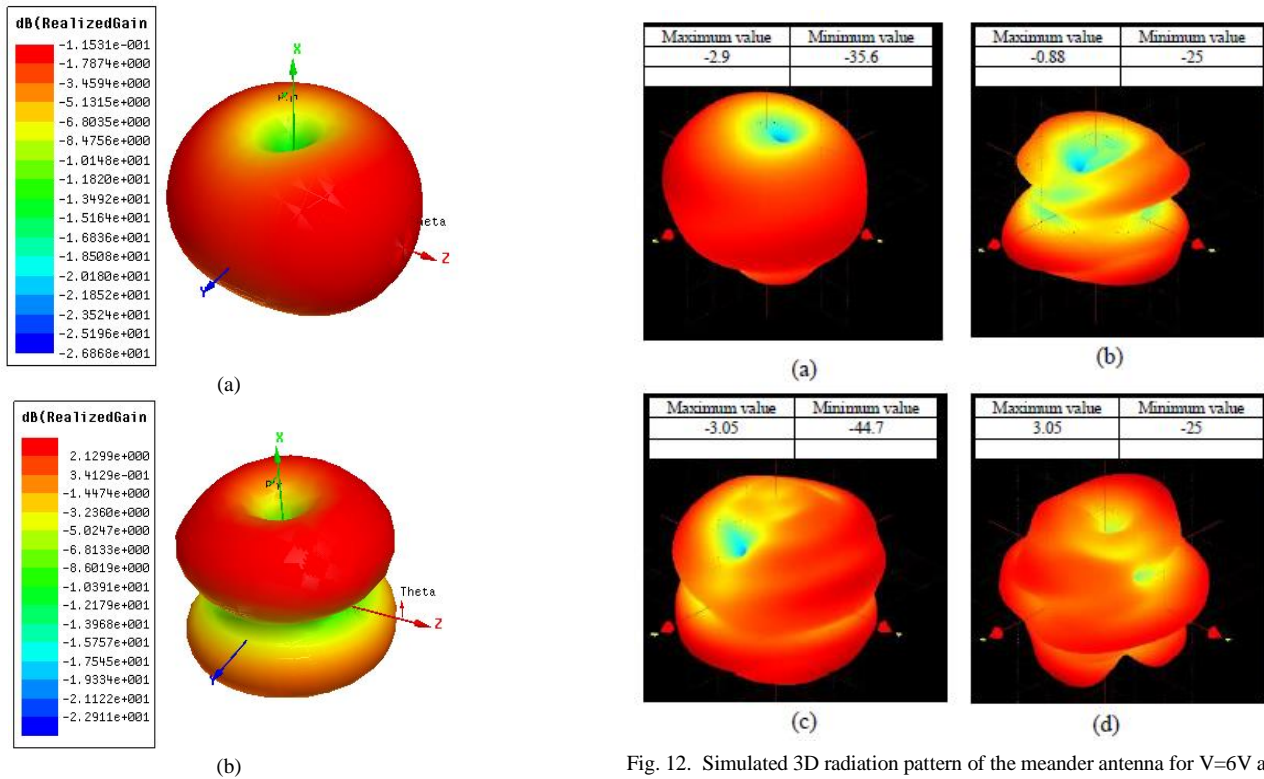 dB(RealizedGain
-1.1531e-001
-1.7874e+000
-3.4594e+000
-5.1315e+000
-6.8035e+000
-8.4756e+000
-1.0148e+001
-1.1820e+001
-1.3492e+001
-1.5164e+001
-1.6836e+001
-1.8508e+001
-2.0180e+001
-2.1852e+001
-2.3524e+001
-2.5196e+001
-2.6868e+001
X
Z
Y
(a)
dB(RealizedGain
2.1299e+000
3.4129e-001
-1.4474e+000
-3.2360e+000
-5.0247e+000
-6.8133e+000
-8.6019e+000
-1.0391e+001
-1.2179e+001
-1.3968e+001
-1.5757e+001
-1.7545e+001
-1.9334e+001
-2.1122e+001
-2.2911e+001
X
Theta
Z
Y
(b)
Maximum value Minimum value
-2.9 -35.6
(a)
Maximum value Minimum value
-0.88 -25
(b)
Maximum value Minimum value
-3.05 -44.7
(c)
Maximum value Minimum value
3.05 -25
(d)
Fig. 12. Simulated 3D radiation pattern of the meander antenna for V=6V a